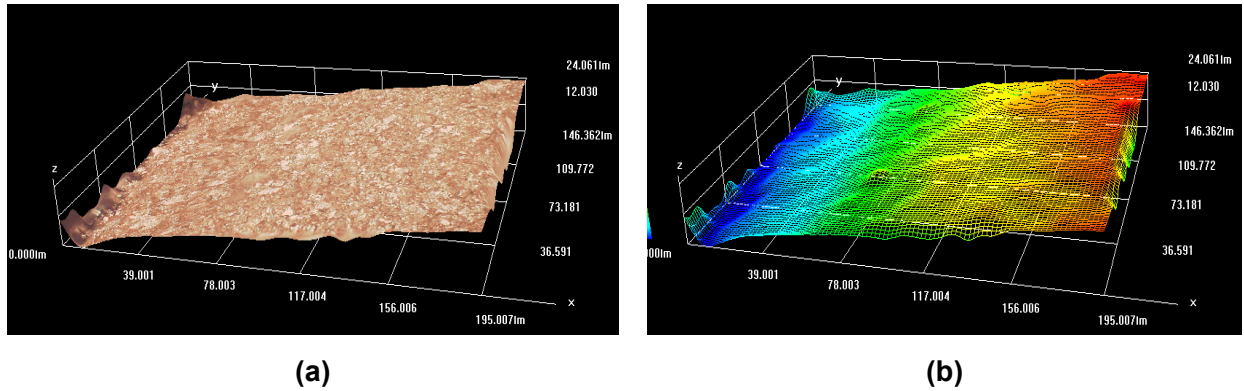 24.061lm
12.030
146.362lm
109.772
73.181
36.591
y
z
0.000lm
39.001
78.003
117.004
156.006
195.007lm
x
(a)
24.061lm
12.030
146.362lm
109.772
73.181
36.591
y
z
000lm
39.001
78.003
117.004
156.006
195.007lm
x
(b)